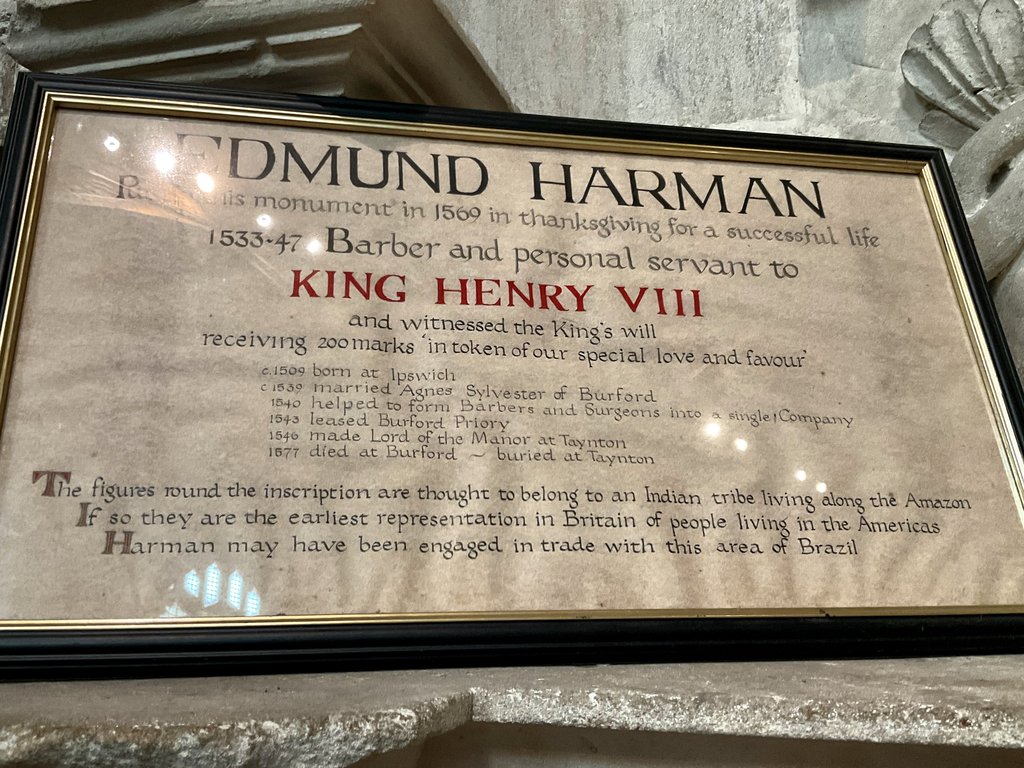 EDMUND HARMAN
this monument in 1569 in thanksgiving for a successful life
1533-47 Barber and personal servant to
KING HENRY VIII
and witnessed the King's will
receiving 200 marks 'in token of our special love and favour'
c.1509 born at Ipswich
c 1539 married Agnes Sylvester of Burford
1540 helped to form Barbers and Surgeons into a single Company
1543 leased Burford Priory
1546 made Lord of the Manor at Taynton
1577 died at Burford ~ buried at Taynton
The figures round the inscription are thought to belong to an Indian tribe living along the Amazon
If so they are the earliest representation in Britain of people living in the Americas
Harman may have been engaged in trade with this area of Brazil